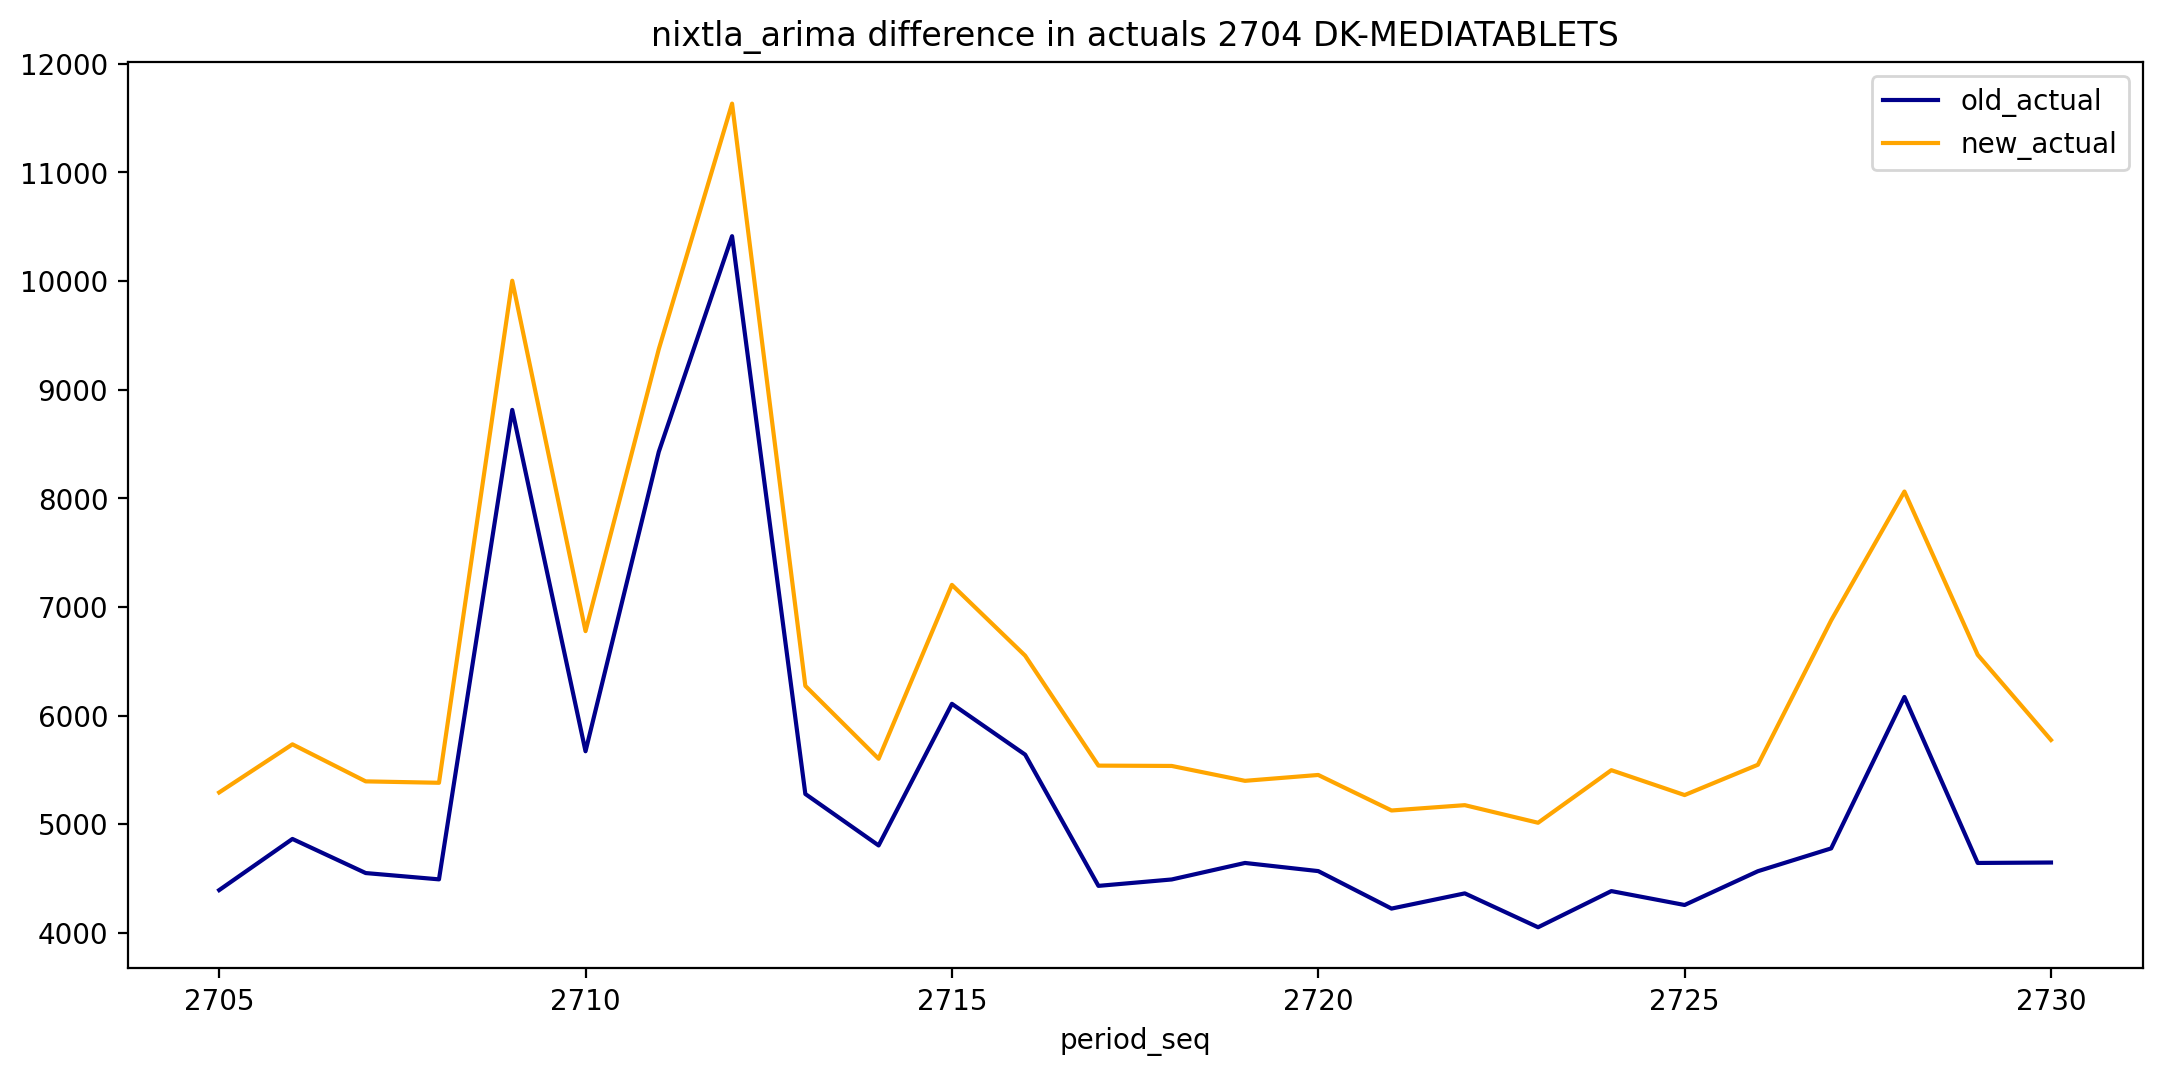 nixtla_arima difference in actuals 2704 DK-MEDIATABLETS
12000
11000
10000
9000
8000
7000
6000
5000
4000
old_actual
new_actual
2705 2710 2715 2720 2725 2730
period_seq